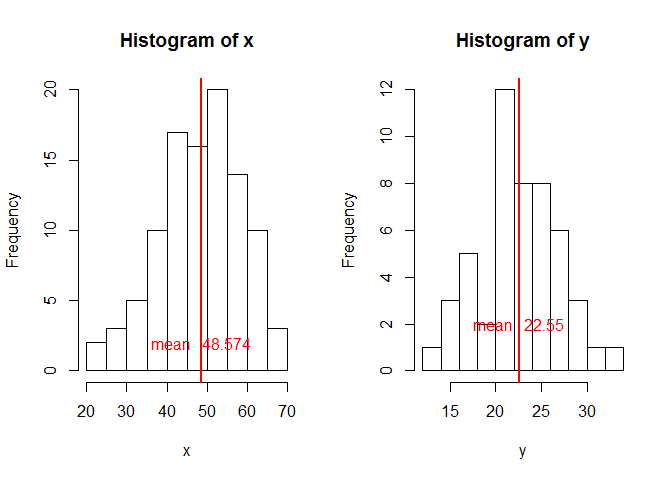 Histogram of x
Frequency
20
15
10
5
0
mean 48.574
20 30 40 50 60 70
x
Histogram of y
Frequency
12
10
8
6
4
2
0
mean 22.55
15 20 25 30
y